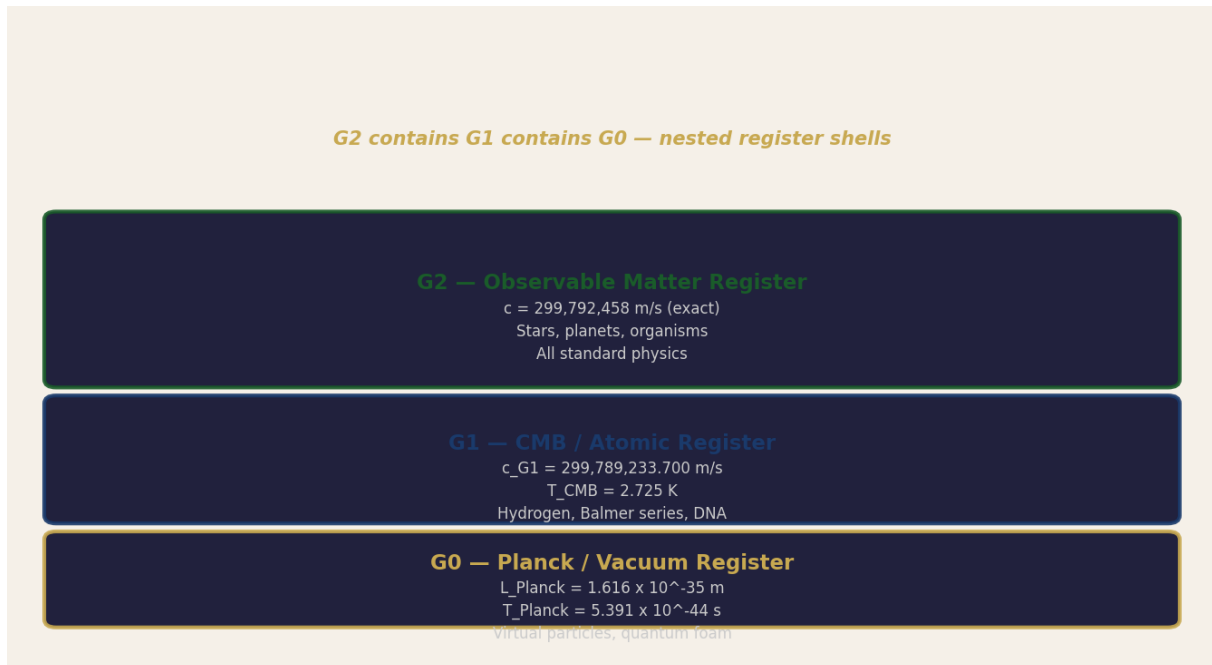 G2 contains G1 contains G0 — nested register shells
G2 — Observable Matter Register
c = 299,792,458 m/s (exact)
Stars, planets, organisms
All standard physics
G1 — CMB / Atomic Register
c_G1 = 299,789,233.700 m/s
T_CMB = 2.725 K
Hydrogen, Balmer series, DNA
G0 — Planck / Vacuum Register
L_Planck = 1.616 x 10^-35 m
T_Planck = 5.391 x 10^-44 s
Virtual particles, quantum foam